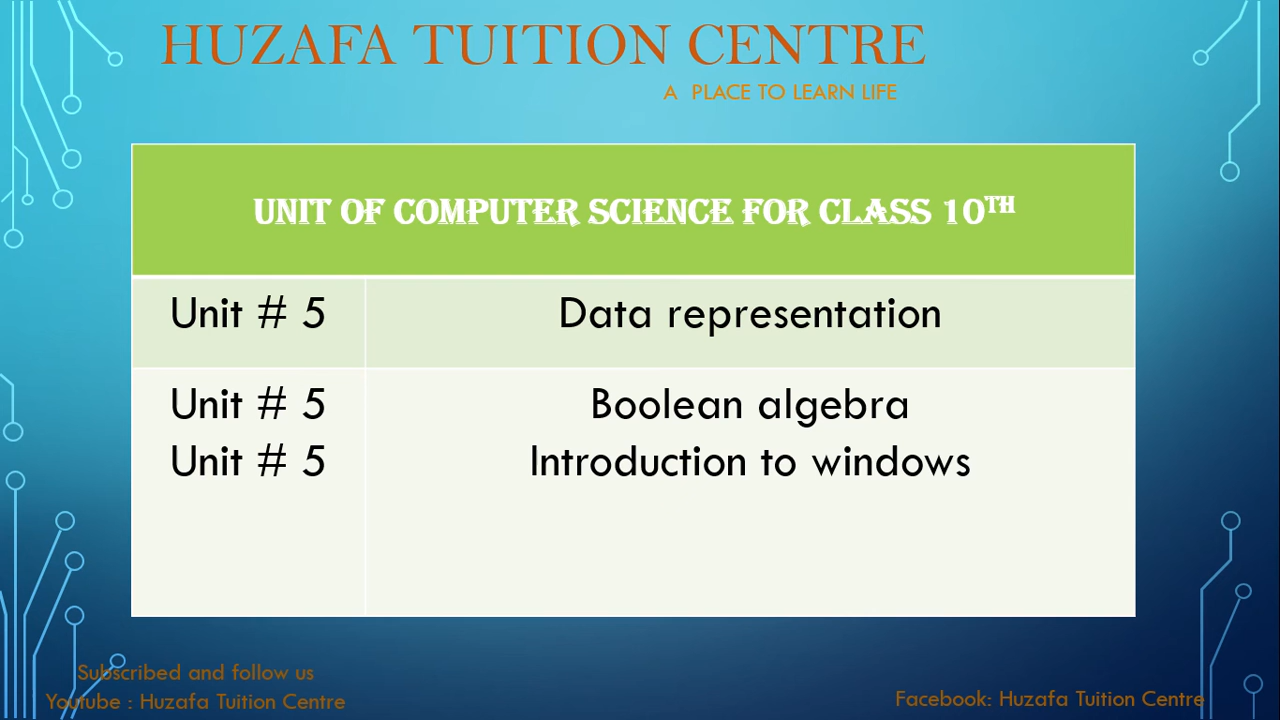 HUZAFA TUITION CENTRE
A PLACE TO LEARN LIFE
UNIT OF COMPUTER SCIENCE FOR CLASS 10TH
Unit # 5 Data representation
Unit # 5 Boolean algebra
Unit # 5 Introduction to windows
Subscribed and follow us
Youtube : Huzafa Tuition Centre
Facebook: Huzafa Tuition Centre